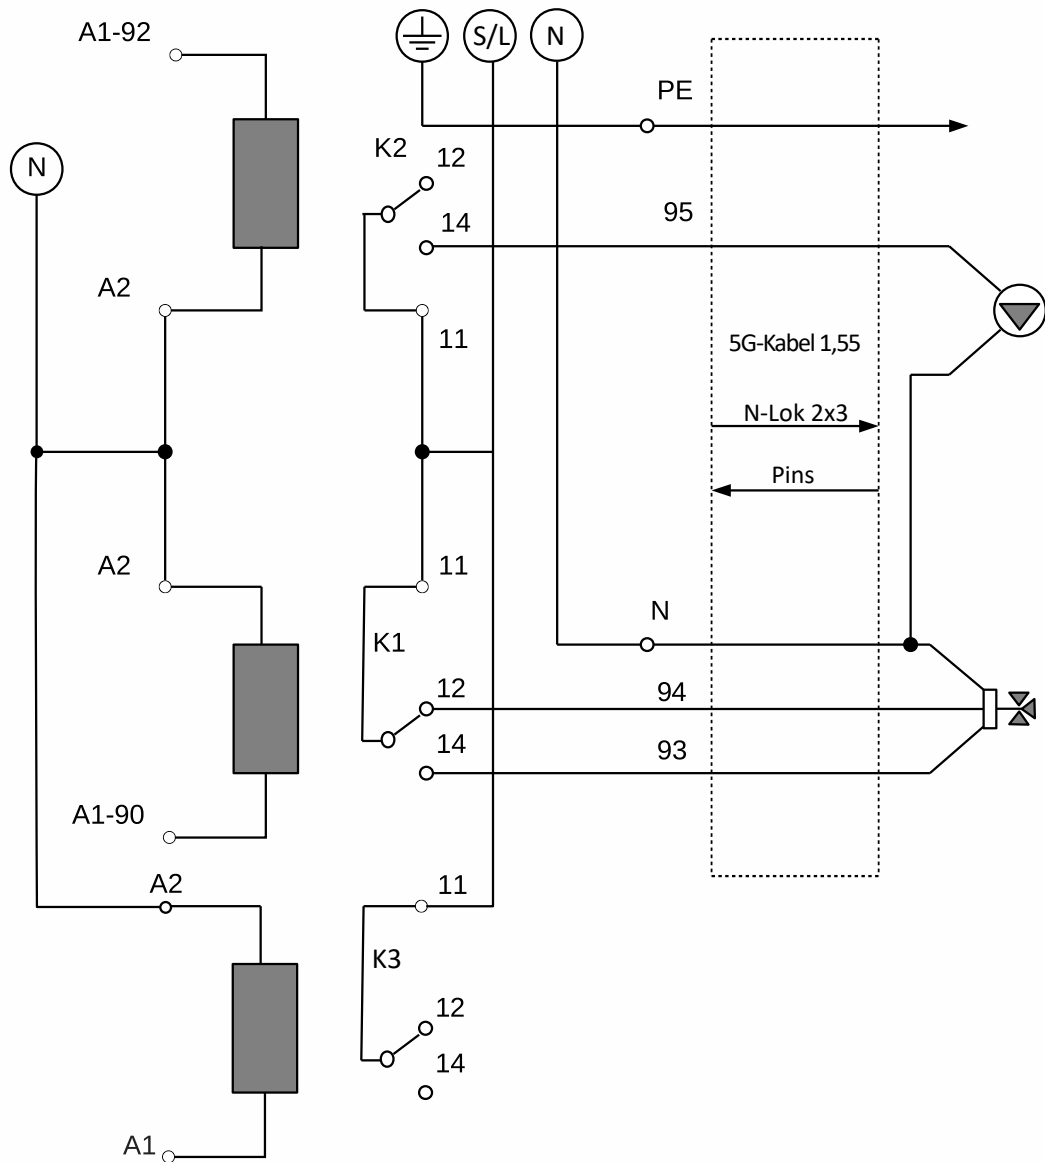 A1-92
S/L
N
PE
K2
12
N
14
95
A2
11
5G-Kabel 1,55
N-Lok 2x3
Pins
A2
11
N
K1
12
94
14
93
A1-90
A2
11
K3
12
14
A1